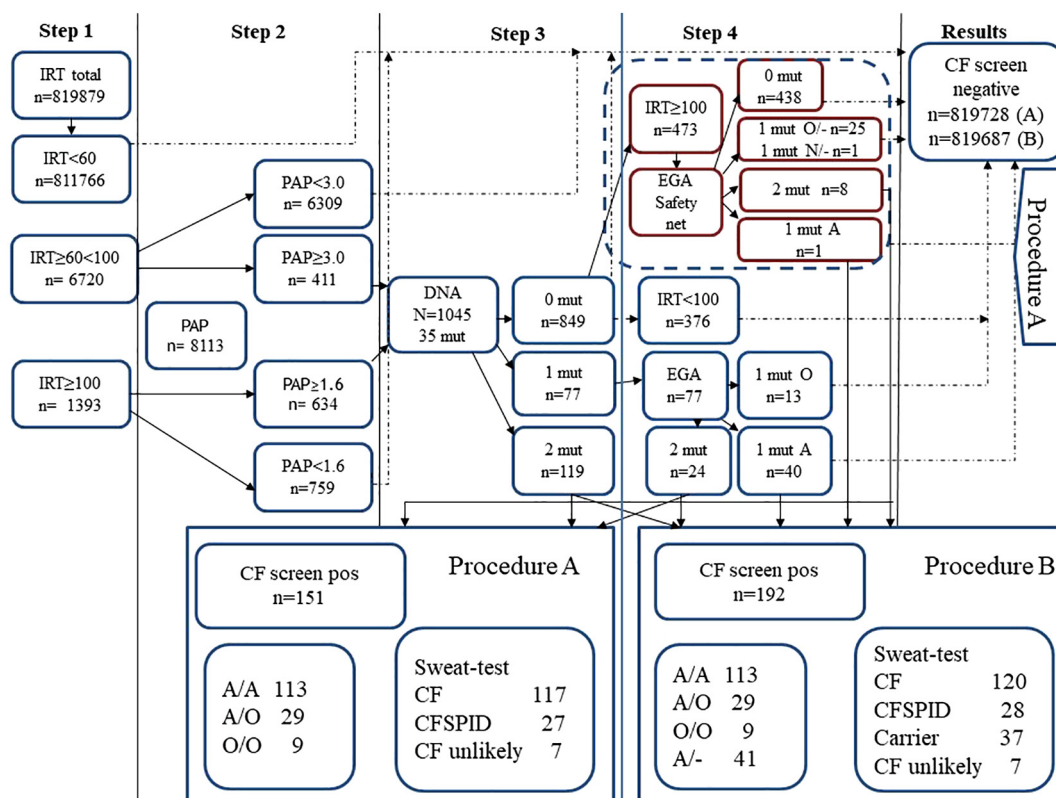 Step 1
Step 2
Step 3
Step 4
Results
IRT total
n=819879
IRT<60
n=811766
IRT≥60<100
n= 6720
IRT≥100
n= 1393
PAP<3.0
n= 6309
PAP≥3.0
n= 411
PAP
n= 8113
PAP≥1.6
n= 634
PAP<1.6
n=759
DNA
N=1045
35 mut
0 mut
n=849
1 mut
n=77
2 mut
n=119
IRT≥100
n=473
EGA
Safety
net
0 mut
n=438
1 mut O/- n=25
1 mut N/- n=1
2 mut n=8
1 mut A
n=1
IRT<100
n=376
EGA
n=77
1 mut O
n=13
2 mut
n=24
1 mut A
n=40
CF screen
negative
n=819728 (A)
n=819687 (B)
Procedure A
Procedure A
CF screen pos
n=151
A/A 113
A/O 29
O/O 9
Sweat-test
CF 117
CFSPID 27
CF unlikely 7
Procedure B
CF screen pos
n=192
A/A 113
A/O 29
O/O 9
A/- 41
Sweat-test
CF 120
CFSPID 28
Carrier 37
CF unlikely 7